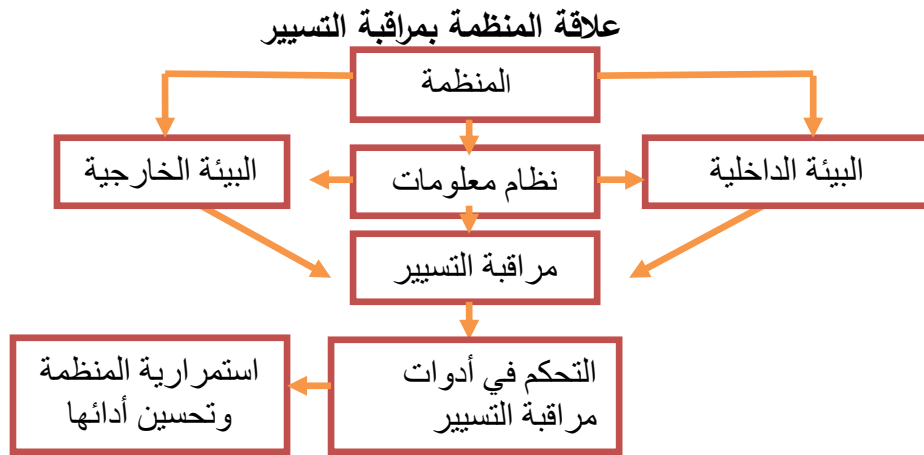 علاقة المنظمة بمراقبة التسيير
المنظمة
البيئة الداخلية
نظام معلومات
البيئة الخارجية
مراقبة التسيير
التحكم في أدوات
مراقبة التسيير
استمرارية المنظمة
وتحسين أدائها